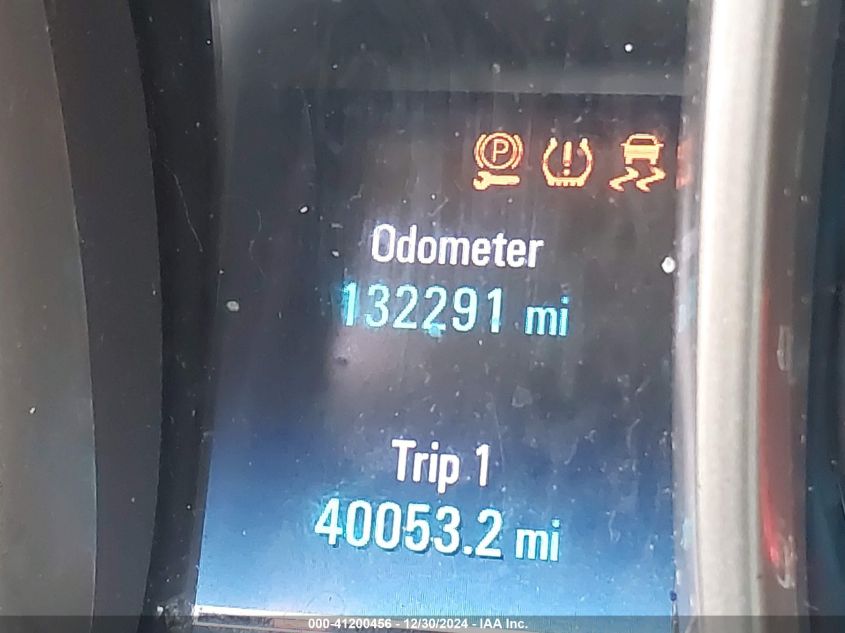 P
Odometer
132291 mi
Trip 1
40053.2 mi
000-41200456 - 12/30/2024 - IAA Inc.